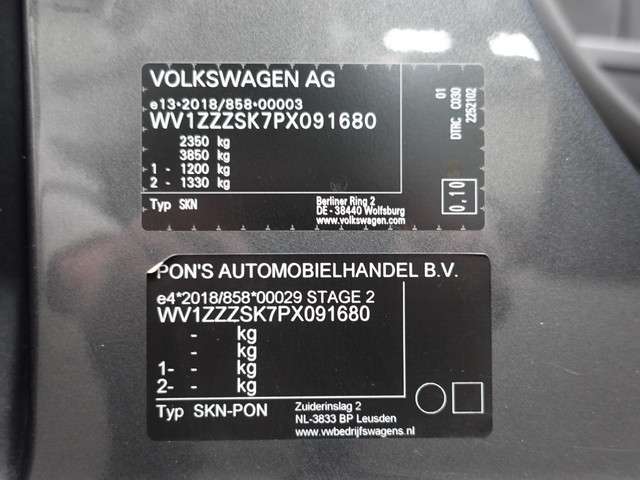 VOLKSWAGEN AG
e13*2018/858*00003
WV1ZZZSK7PX091680
2350 kg
3850 kg
1 - 1200 kg
2 - 1330 kg
Typ SKN
Berliner Ring 2
DE - 38440 Wolfsburg
www.volkswagen.com
01
DTRC C030
2252102
0,10
PON'S AUTOMOBIELHANDEL B.V.
e4*2018/858*00029 STAGE 2
WV1ZZZSK7PX091680
- kg
- kg
1- - kg
2- - kg
Typ SKN-PON
Zuiderinslag 2
NL-3833 BP Leusden
www.vwbedrijfswagens.nl